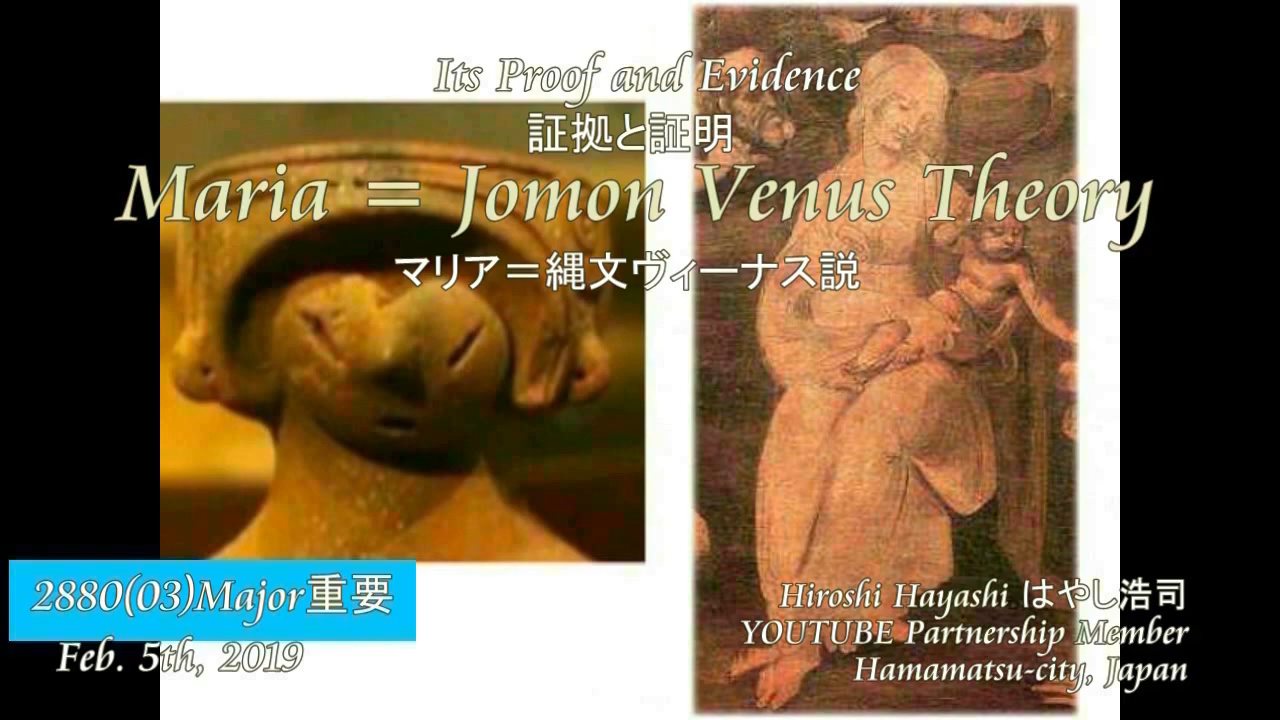 Its Proof and Evidence
証拠と証明
Maria = Jomon Venus Theory
マリア＝縄文ヴィーナス説
2880(03)Major重要
Feb. 5th, 2019
Hiroshi Hayashi はやし浩司
YOUTUBE Partnership Member
Hamamatsu-city, Japan